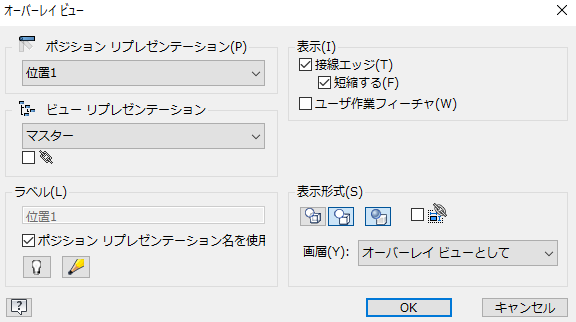 オーバーレイ ビュー
ポジション リプレゼンテーション(P)
位置1
ビュー リプレゼンテーション
マスター
ラベル(L)
位置1
ポジション リプレゼンテーション名を使用
表示(I)
接線エッジ(T)
短縮する(F)
ユーザ作業フィーチャ(W)
表示形式(S)
画層(Y):
オーバーレイ ビューとして
OK
キャンセル